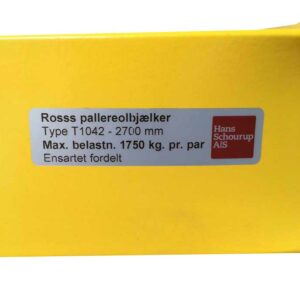 Rosss pallereolbjælker
Type T1042 - 2700 mm
Max. belastn. 1750 kg. pr. par
Ensartet fordelt
Hans
Schourup
A/S